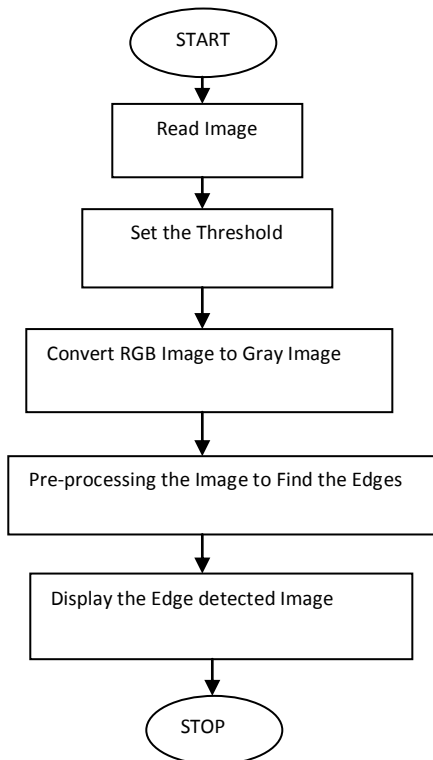 START
Read Image
Set the Threshold
Convert RGB Image to Gray Image
Pre-processing the Image to Find the Edges
Display the Edge detected Image
STOP